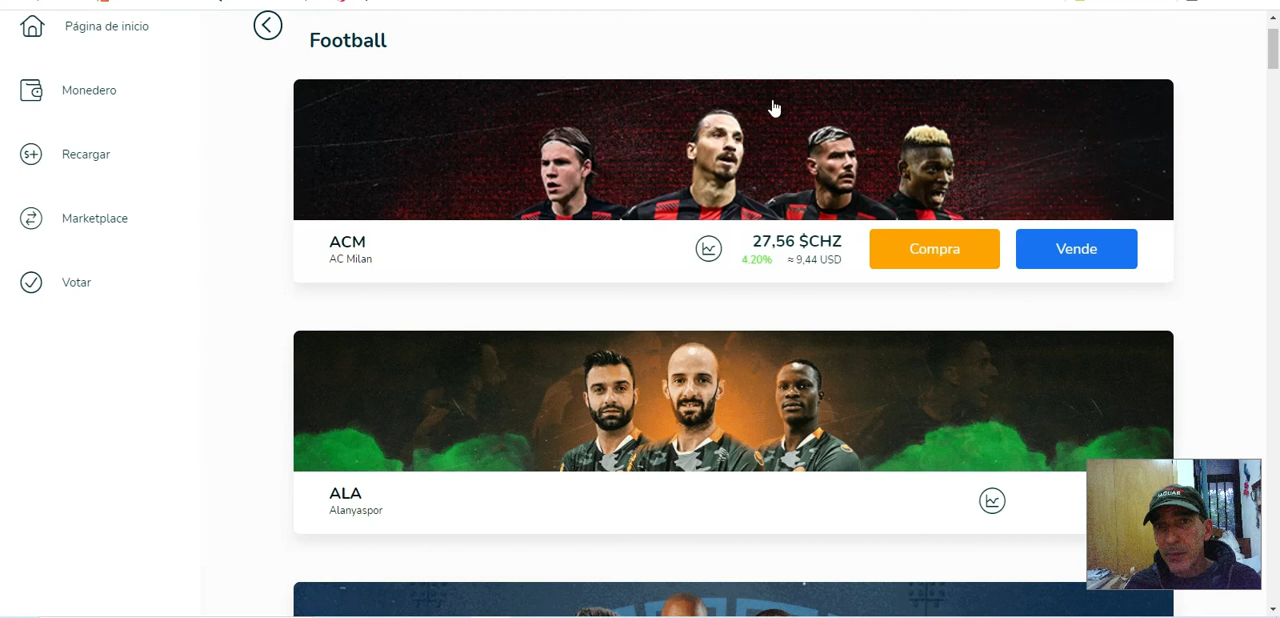 Página de inicio
Monedero
Recargar
Marketplace
Votar
Football
ACM
AC Milan
27,56 $CHZ
4.20% ≈ 9,44 USD
Compra
Vende
ALA
Alanyaspor
JAGUAR